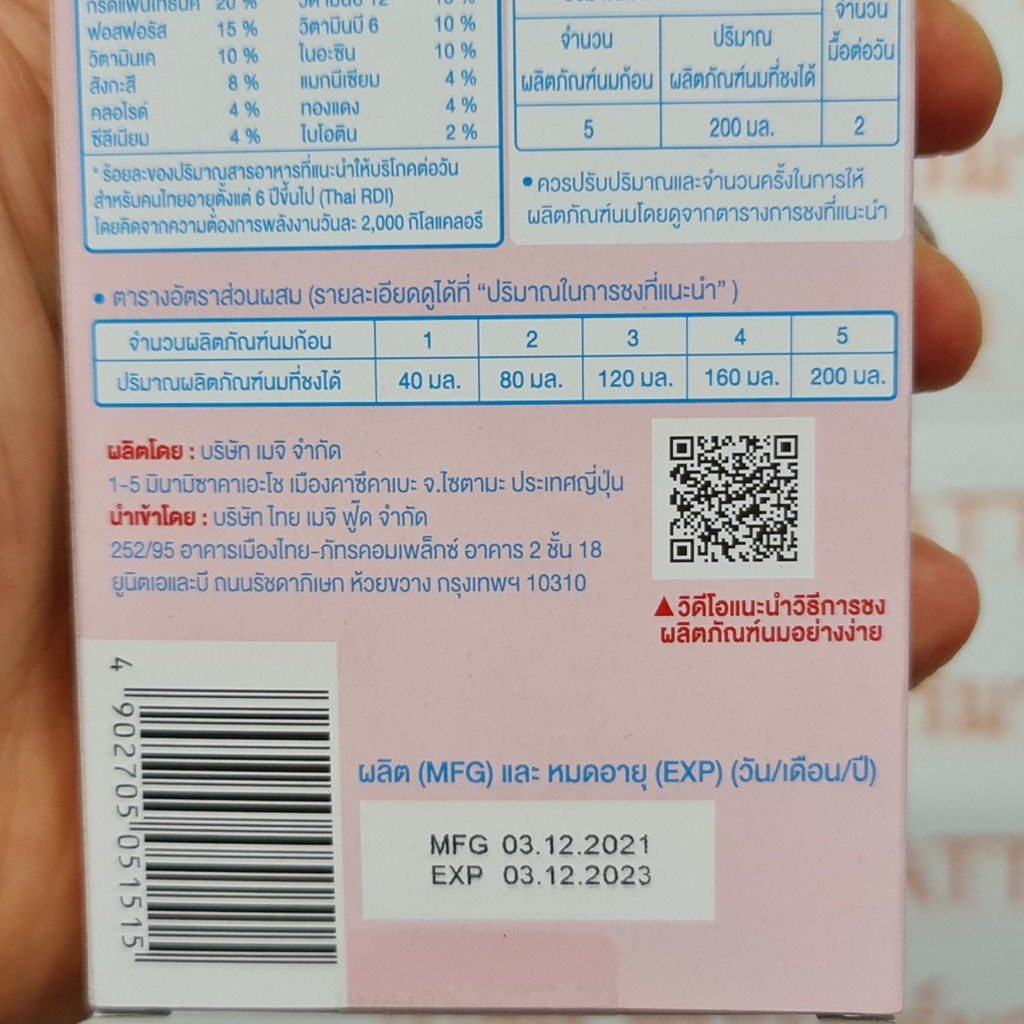 กรดแพนโทธีนิค 20 %
ฟอสฟอรัส 15 % วิตามินบี 6 10 %
วิตามินเค 10 % ไนอะซิน 10 %
สังกะสี 8 % แมกนีเซียม 4 %
คลอไรด์ 4 % ทองแดง 4 %
ซีลีเนียม 4 % ไบโอติน 2 %
* ร้อยละของปริมาณสารอาหารที่แนะนำให้บริโภคต่อวัน
สำหรับคนไทยอายุตั้งแต่ 6 ปีขึ้นไป (Thai RDI)
โดยคิดจากความต้องการพลังงานวันละ 2,000 กิโลแคลอรี
จำนวน
ผลิตภัณฑ์นมก้อน
ปริมาณ
ผลิตภัณฑ์นมที่ชงได้
จำนวน
มื้อต่อวัน
5 200 มล. 2
• ควรปรับปริมาณและจำนวนครั้งในการให้
ผลิตภัณฑ์นมโดยดูจากตารางการชงที่แนะนำ
• ตารางอัตราส่วนผสม (รายละเอียดดูได้ที่ “ปริมาณในการชงที่แนะนำ” )
จำนวนผลิตภัณฑ์นมก้อน 1 2 3 4 5
ปริมาณผลิตภัณฑ์นมที่ชงได้ 40 มล. 80 มล. 120 มล. 160 มล. 200 มล.
ผลิตโดย : บริษัท เมจิ จำกัด
1-5 มินามิซาคาเอะโช เมืองคาซึคาเบะ จ.ไซตามะ ประเทศญี่ปุ่น
นำเข้าโดย : บริษัท ไทย เมจิ ฟู๊ด จำกัด
252/95 อาคารเมืองไทย-ภัทรคอมเพล็กซ์ อาคาร 2 ชั้น 18
ยูนิตเอและบี ถนนรัชดาภิเษก ห้วยขวาง กรุงเทพฯ 10310
▲วิดีโอแนะนำวิธีการชง
ผลิตภัณฑ์นมอย่างง่าย
4 902705 051515
ผลิต (MFG) และ หมดอายุ (EXP) (วัน/เดือน/ปี)
MFG 03.12.2021
EXP 03.12.2023